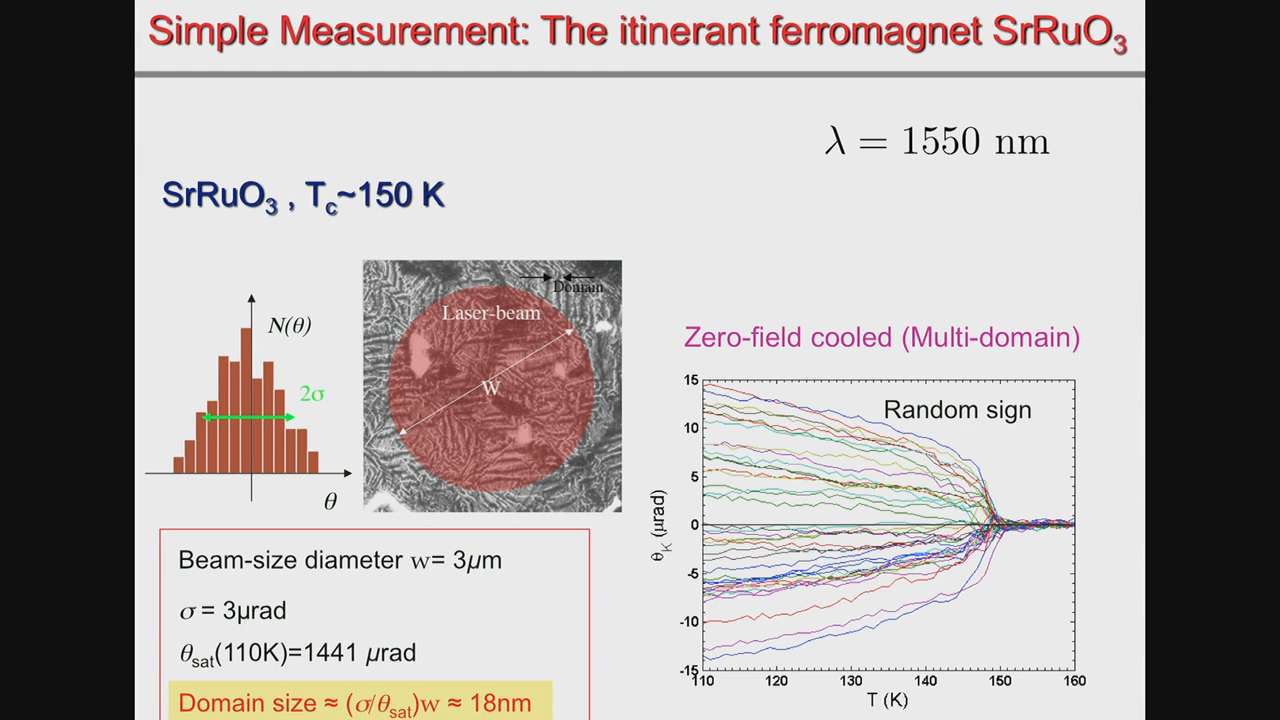 Simple Measurement: The itinerant ferromagnet SrRuO3
λ = 1550 nm
SrRuO3 , Tc~150 K
N(θ)
2σ
θ
Domain
Laser-beam
W
Zero-field cooled (Multi-domain)
Random sign
15
10
5
0
-5
-10
-15
θK (μrad)
110 120 130 140 150 160
T (K)
Beam-size diameter w= 3μm
σ = 3μrad
θsat(110K)=1441 μrad
Domain size ≈ (σ/θsat)w ≈ 18nm